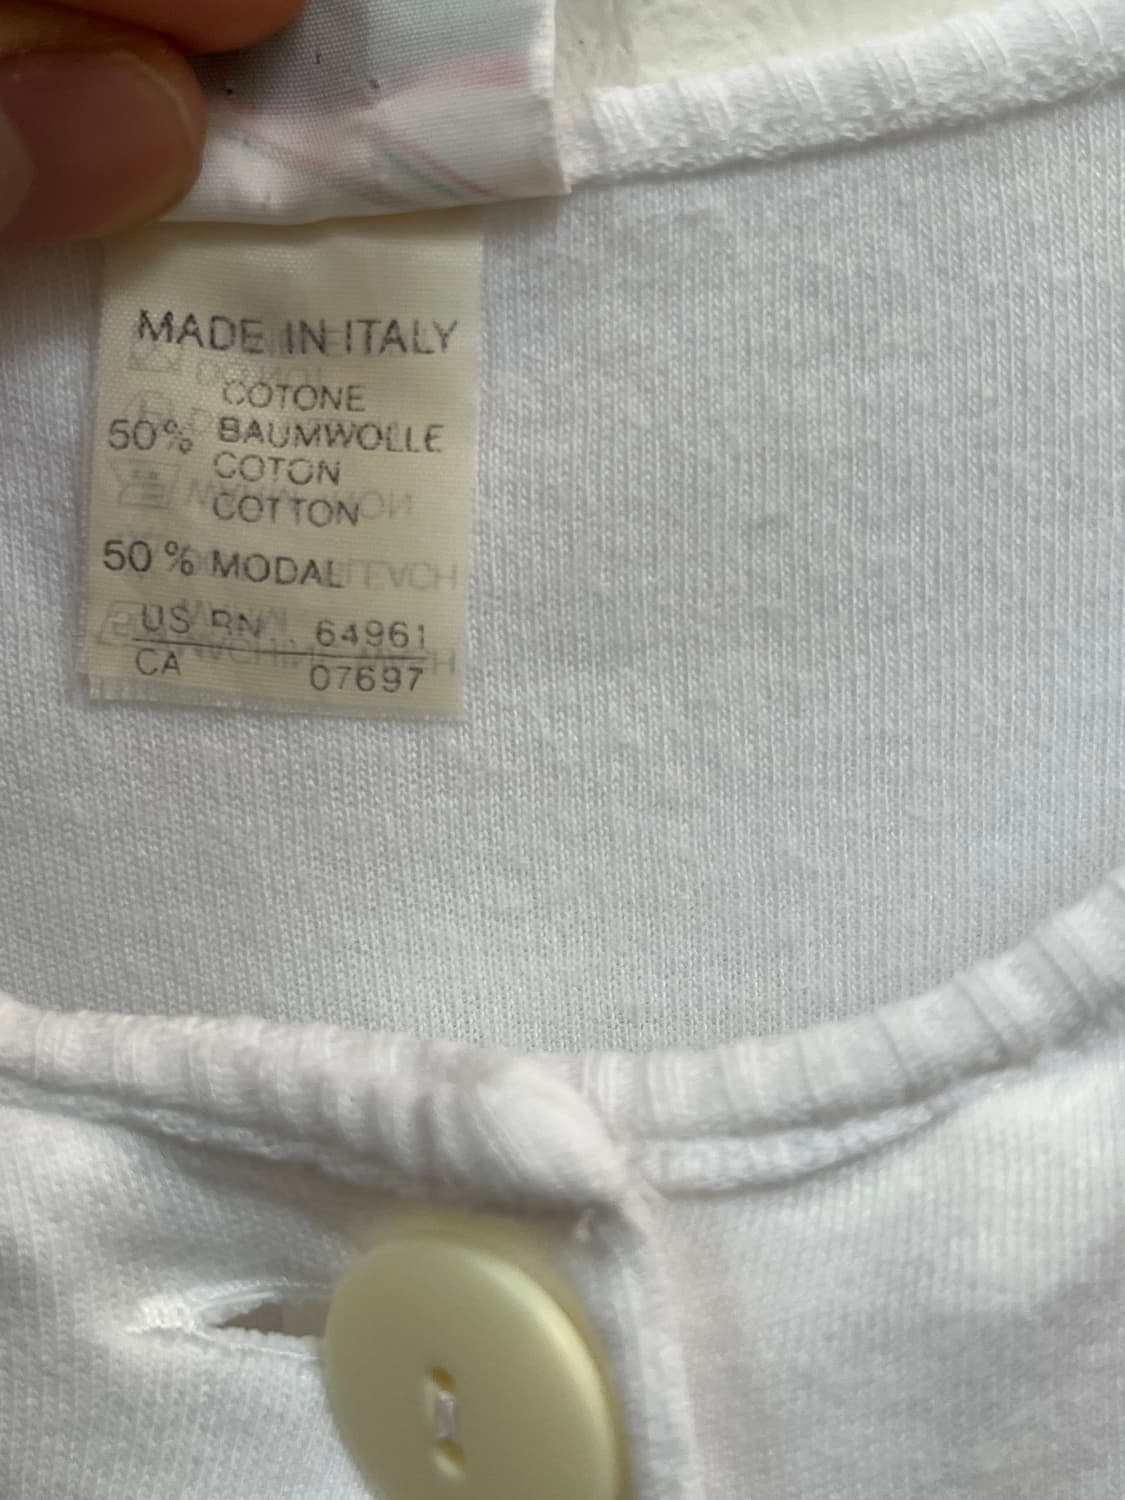 MADE IN ITALY
COTONE
50% BAUMWOLLE
COTON
COTTON
50% MODAL
US RN 64961
CA 07697